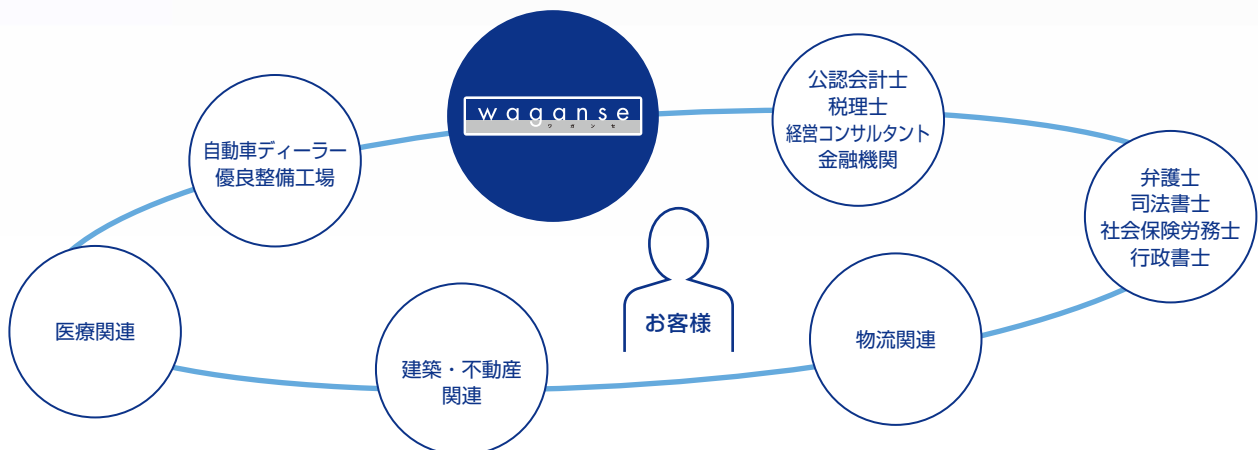 waganse
ワガンセ
公認会計士
税理士
経営コンサルタント
金融機関
自動車ディーラー
優良整備工場
弁護士
司法書士
社会保険労務士
行政書士
お客様
医療関連
物流関連
建築・不動産
関連